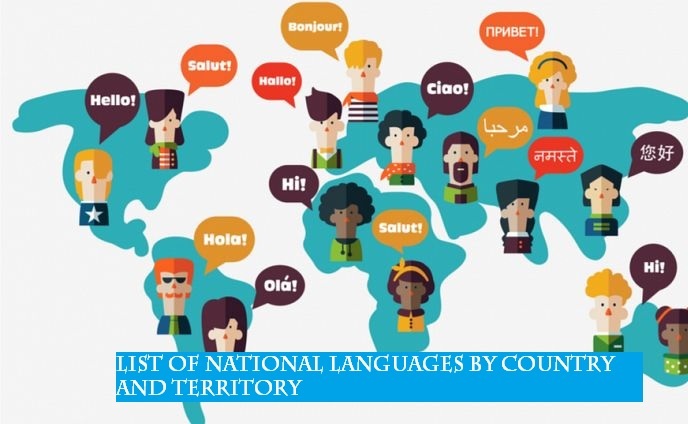 Bonjour!
ПРИВЕТ!
Salut!
Hallo!
Ciao!
Hello!
مرحبا
नमस्ते
您好
Hi!
Salut!
Hola!
Olá!
Hi!
LIST OF NATIONAL LANGUAGES BY COUNTRY
AND TERRITORY